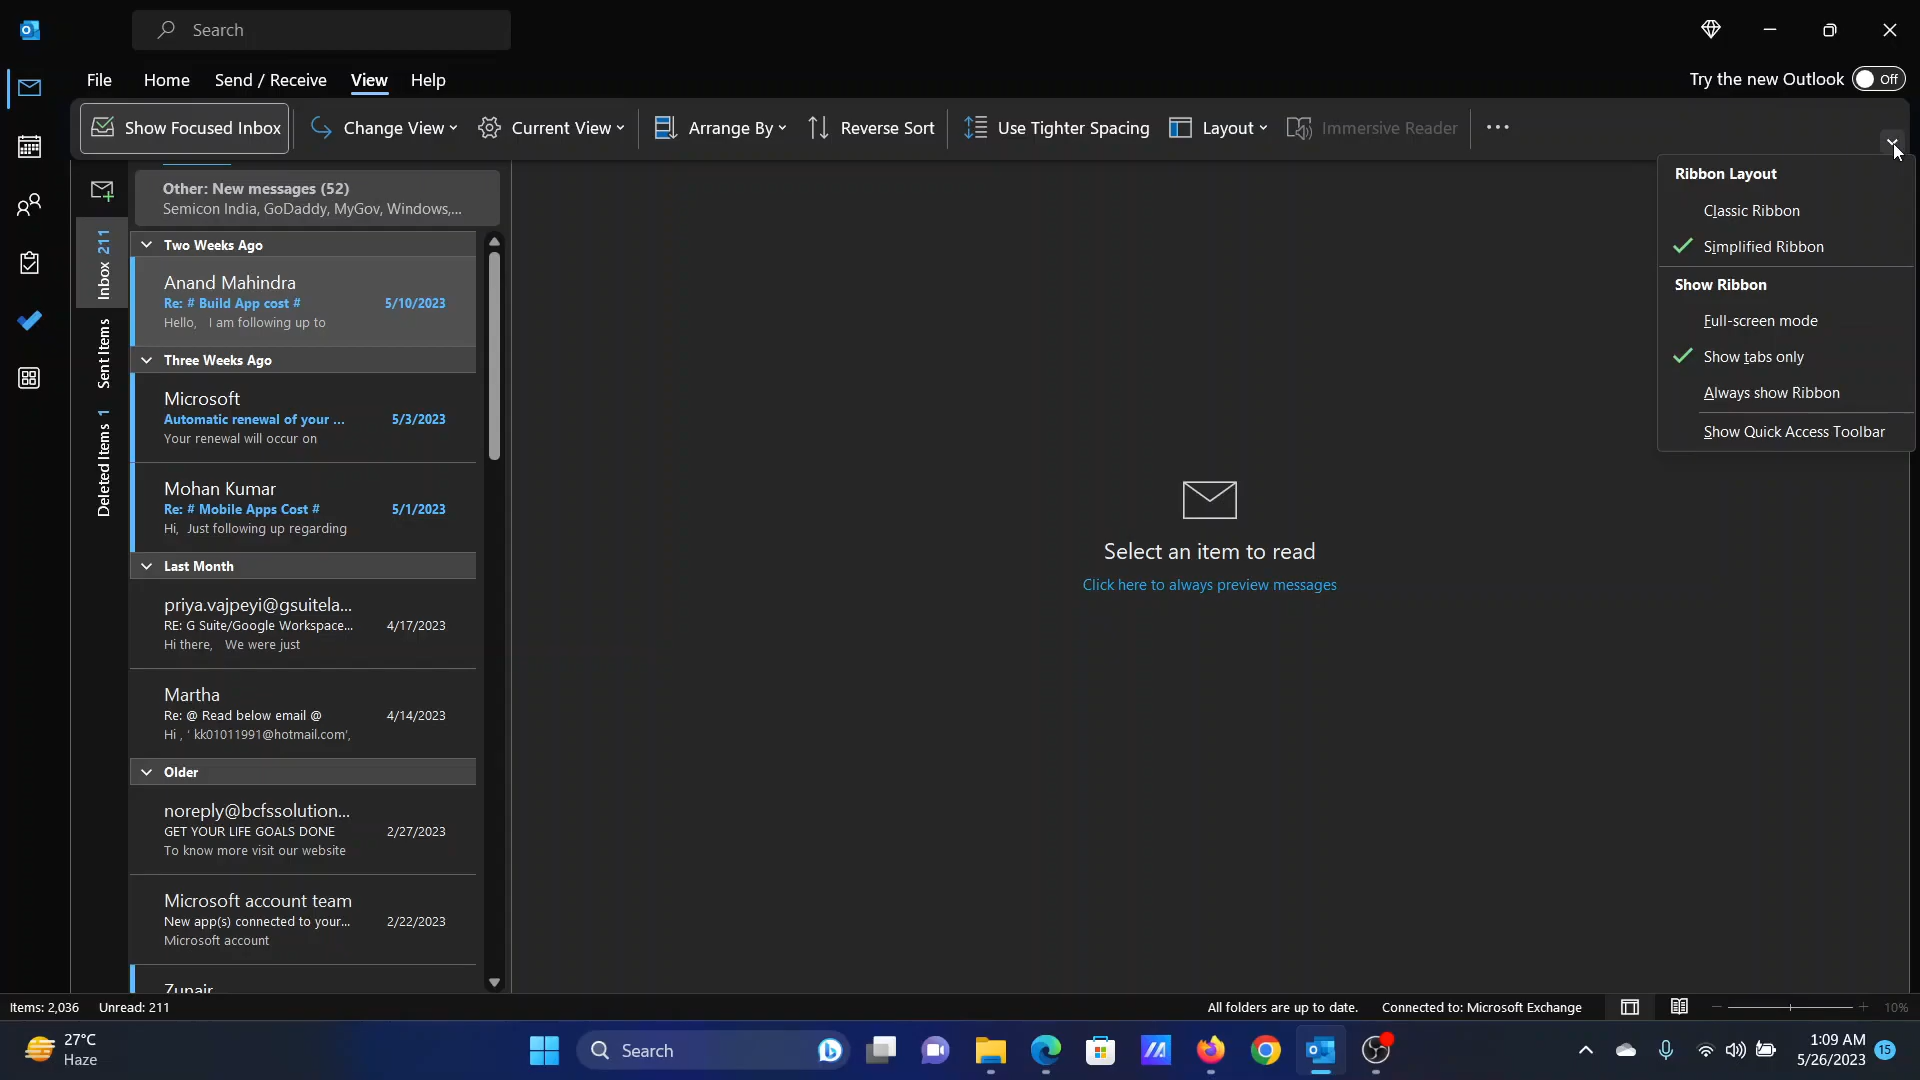 Search
File
Home
Send / Receive
View
Help
Try the new Outlook
Off
Show Focused Inbox
Change View
Current View
Arrange By
Reverse Sort
Use Tighter Spacing
Layout
Immersive Reader
Ribbon Layout
Classic Ribbon
Simplified Ribbon
Show Ribbon
Full-screen mode
Show tabs only
Always show Ribbon
Show Quick Access Toolbar
Inbox 211
Sent Items
Deleted Items 1
Other: New messages (52)
Semicon India, GoDaddy, MyGov, Windows,...
Two Weeks Ago
Anand Mahindra
Re: # Build App cost # 5/10/2023
Hello, I am following up to
Three Weeks Ago
Microsoft
Automatic renewal of your ... 5/3/2023
Your renewal will occur on
Mohan Kumar
Re: # Mobile Apps Cost # 5/1/2023
Hi, Just following up regarding
Last Month
priya.vajpeyi@gsuitela...
RE: G Suite/Google Workspace... 4/17/2023
Hi there, We were just
Martha
Re: @ Read below email @ 4/14/2023
Hi , ' kk01011991@hotmail.com',
Older
noreply@bcfssolution...
GET YOUR LIFE GOALS DONE 2/27/2023
To know more visit our website
Microsoft account team
New app(s) connected to your... 2/22/2023
Microsoft account
Select an item to read
Click here to always preview messages
Items: 2,036 Unread: 211
All folders are up to date.
Connected to: Microsoft Exchange
10%
27°C
Haze
Search
1:09 AM
5/26/2023
15